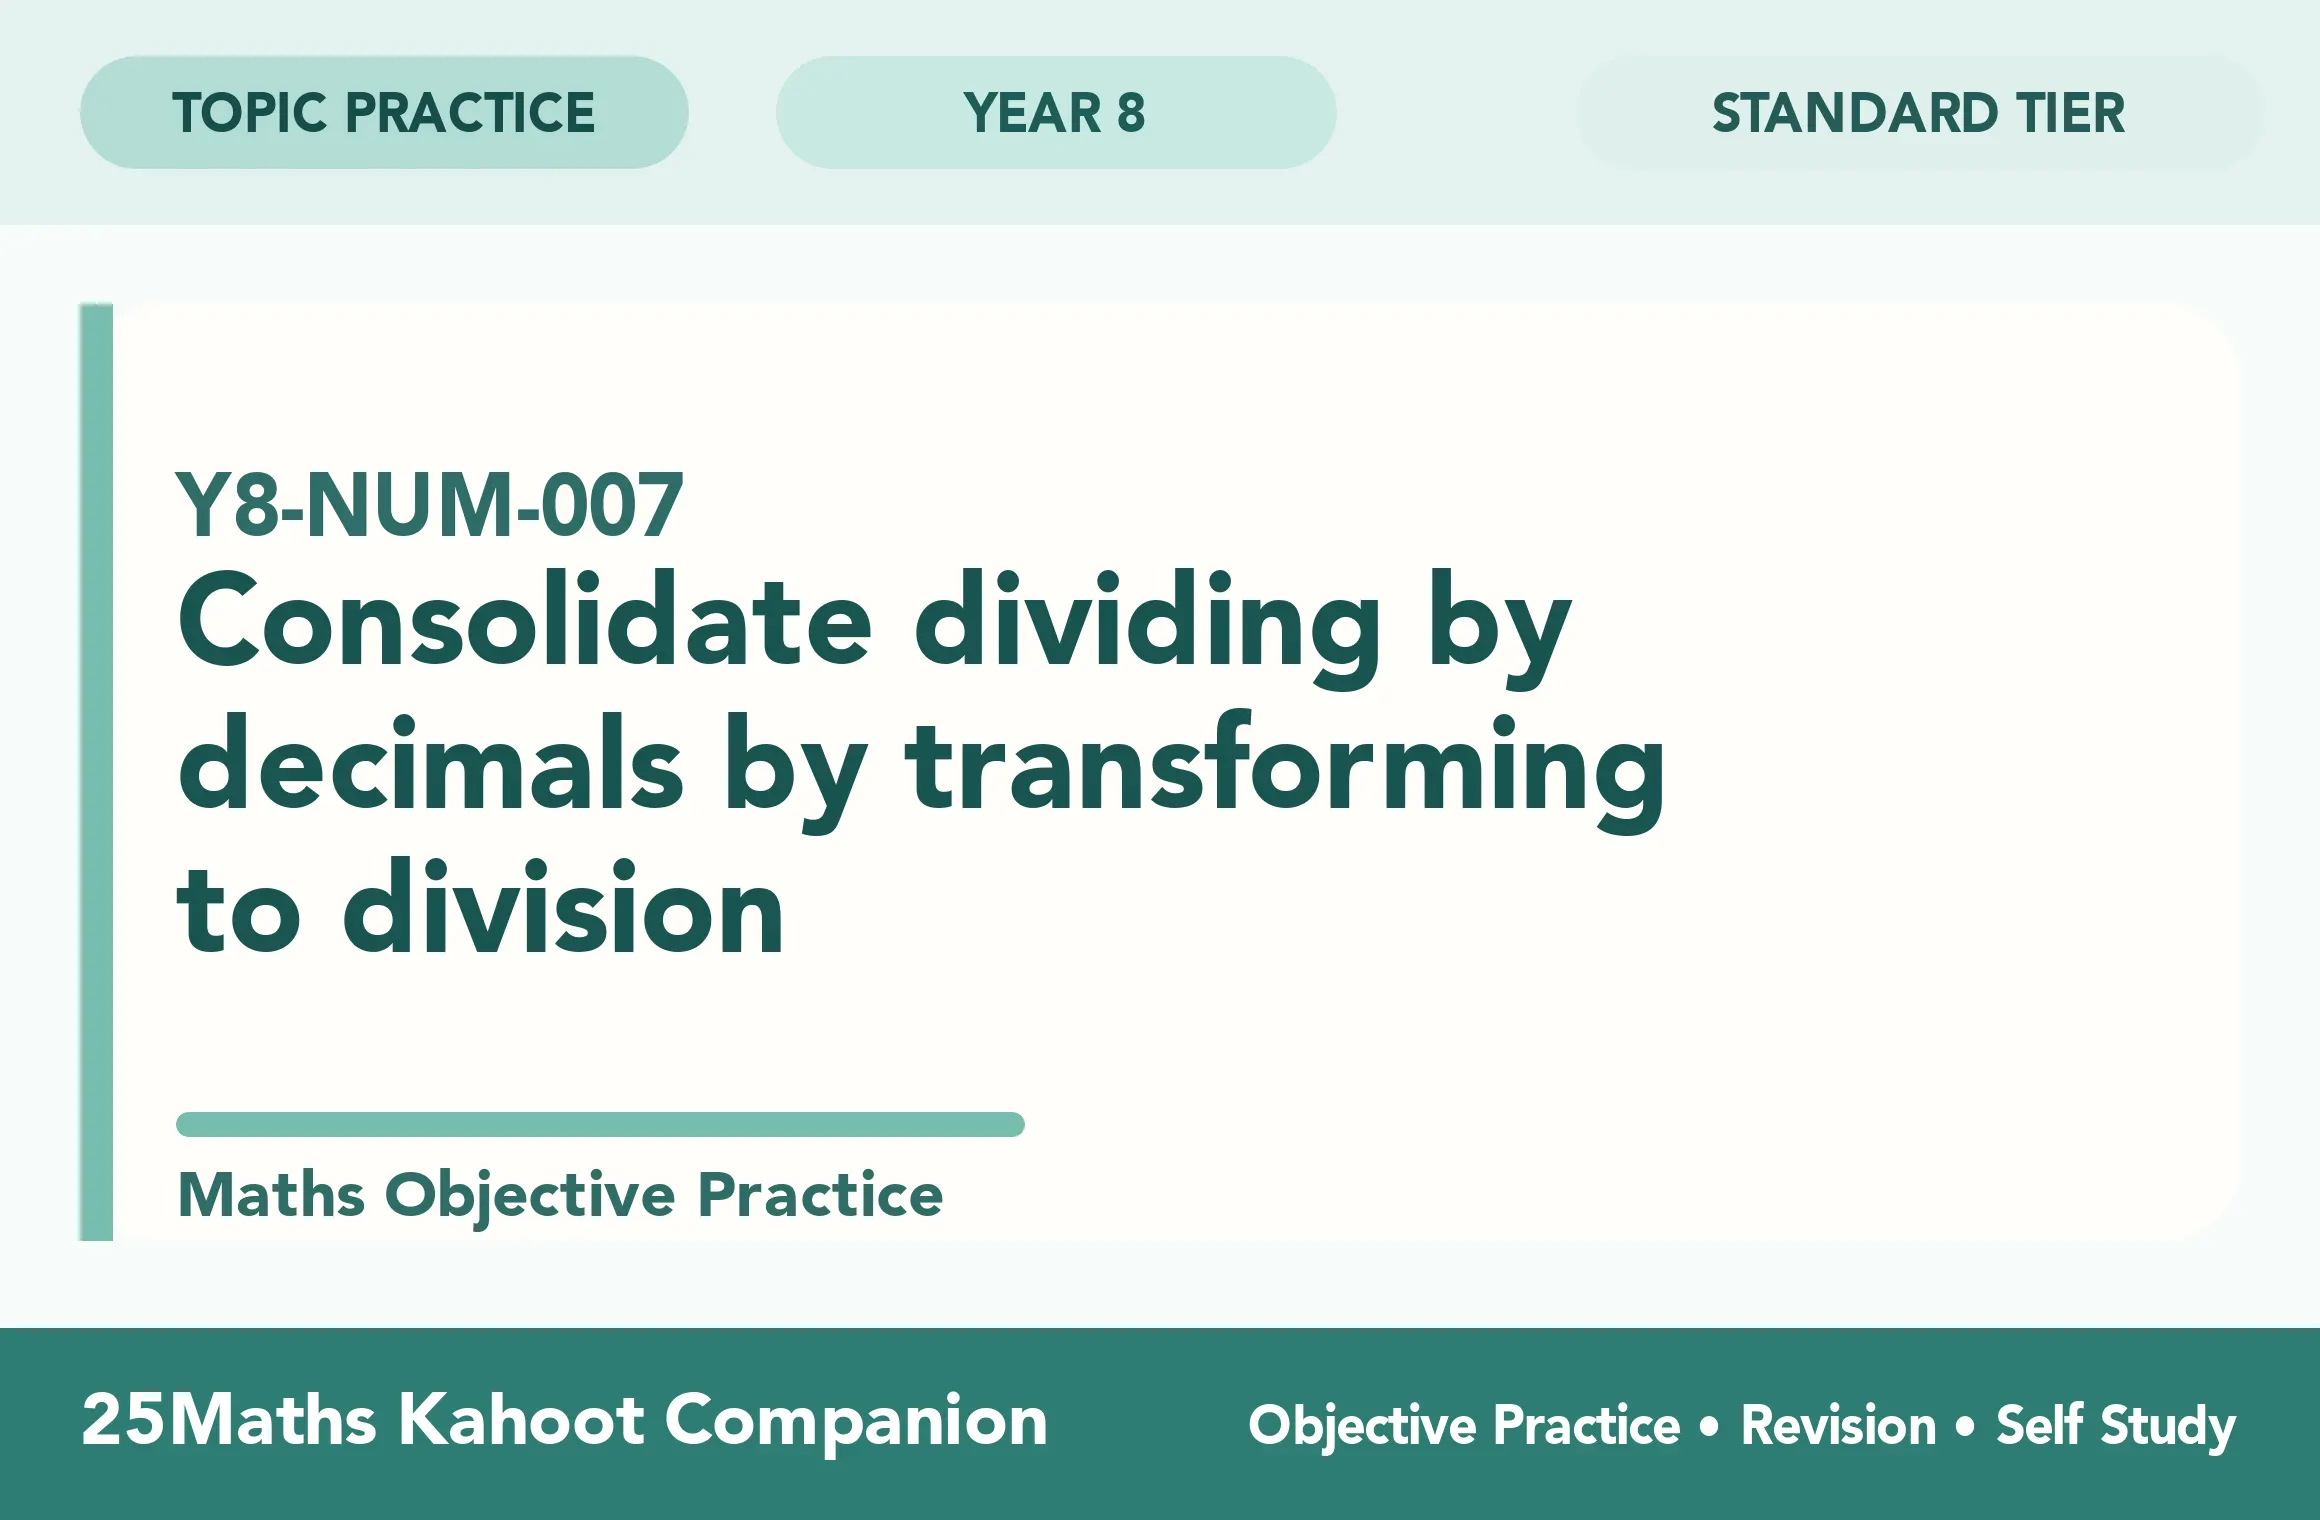 TOPIC PRACTICE
YEAR 8
STANDARD TIER
Y8-NUM-007
Consolidate dividing by
decimals by transforming
to division
Maths Objective Practice
25Maths Kahoot Companion
Objective Practice • Revision • Self Study